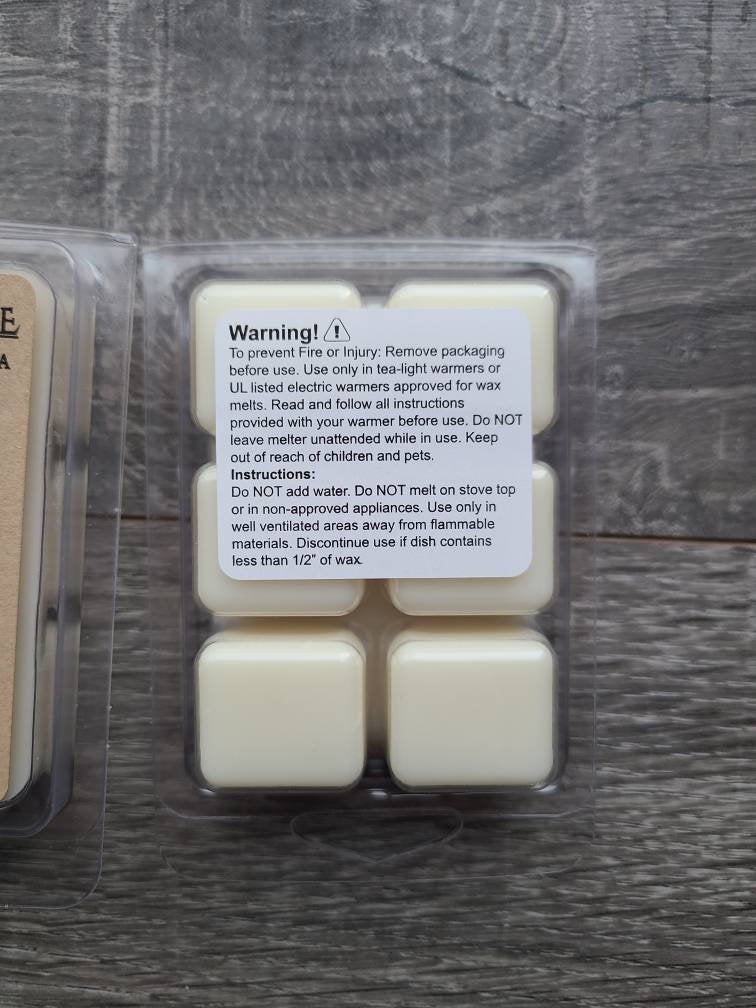 E
A
Warning!
To prevent Fire or Injury: Remove packaging
before use. Use only in tea-light warmers or
UL listed electric warmers approved for wax
melts. Read and follow all instructions
provided with your warmer before use. Do NOT
leave melter unattended while in use. Keep
out of reach of children and pets.
Instructions:
Do NOT add water. Do NOT melt on stove top
or in non-approved appliances. Use only in
well ventilated areas away from flammable
materials. Discontinue use if dish contains
less than 1/2" of wax.